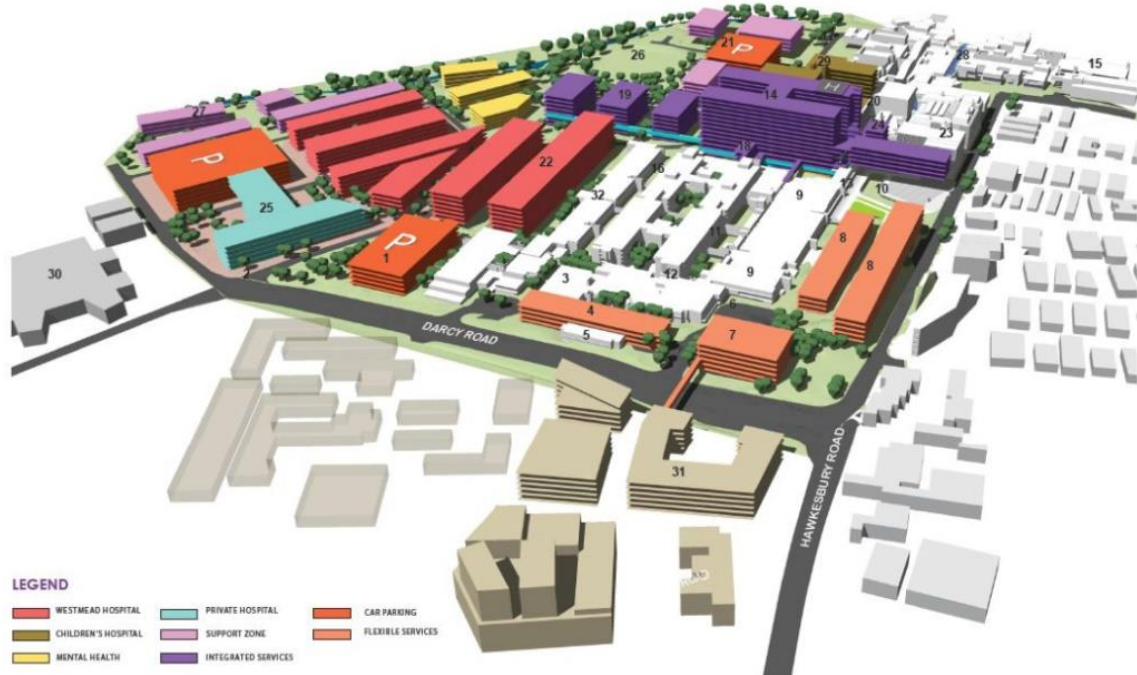 21
P
26
29
28
15
14
H
20
19
24
23
27
18
P
22
16
9
10
32
25
8
11
8
P
1
12
3
9
2
30
6
4
7
5
DARCY ROAD
31
HAWKESBURY ROAD
LEGEND
WESTMEAD HOSPITAL
PRIVATE HOSPITAL
CAR PARKING
CHILDREN'S HOSPITAL
SUPPORT ZONE
FLEXIBLE SERVICES
MENTAL HEALTH
INTEGRATED SERVICES